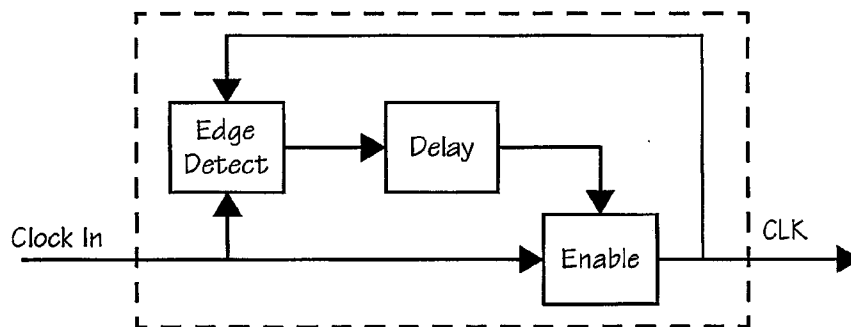 Edge
Detect
Delay
Clock In
Enable
CLK